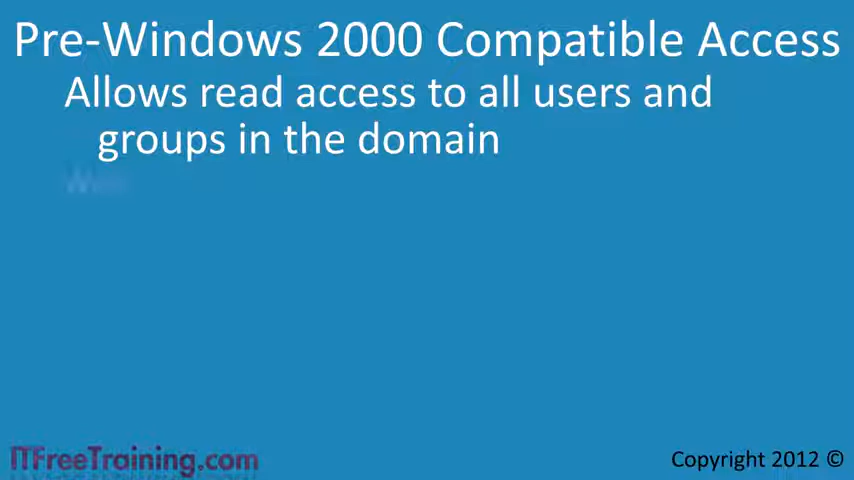 Pre-Windows 2000 Compatible Access
Allows read access to all users and
groups in the domain
ITFreeTraining.com
Copyright 2012 ©